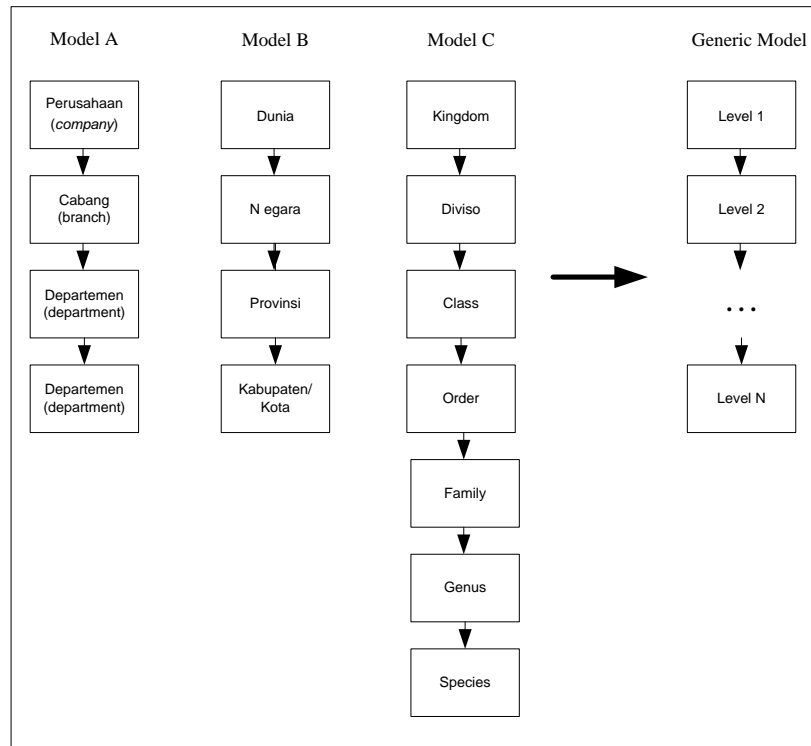 Model A
Model B
Model C
Generic Model
Perusahaan
(company)
Cabang
(branch)
Departemen
(department)
Departemen
(department)
Dunia
N egara
Provinsi
Kabupaten/
Kota
Kingdom
Diviso
Class
Order
Family
Genus
Species
Level 1
Level 2
...
Level N